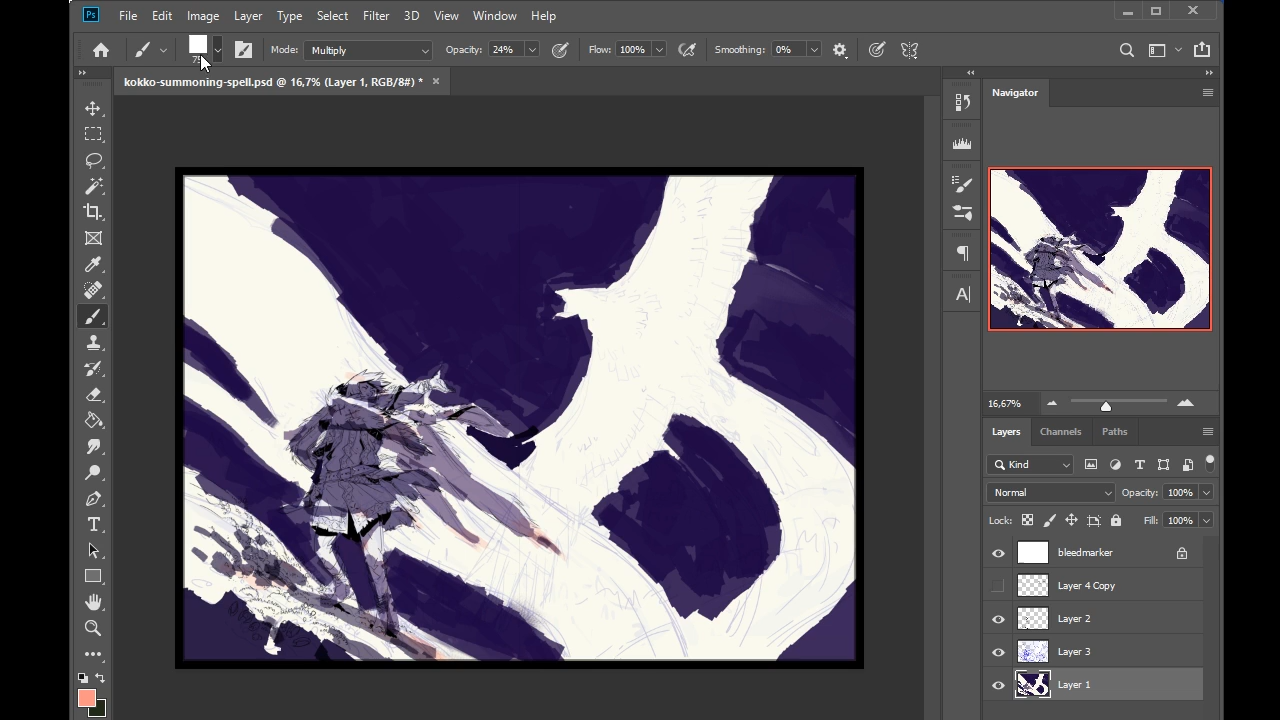 Ps File Edit Image Layer Type Select Filter 3D View Window Help
Mode: Multiply Opacity: 24% Flow: 100% Smoothing: 0%
kokko-summoning-spell.psd @ 16,7% (Layer 1, RGB/8#) *
Navigator
16,67%
Layers Channels Paths
Kind
Normal Opacity: 100%
Lock: Fill: 100%
bleedmarker
Layer 4 Copy
Layer 2
Layer 3
Layer 1